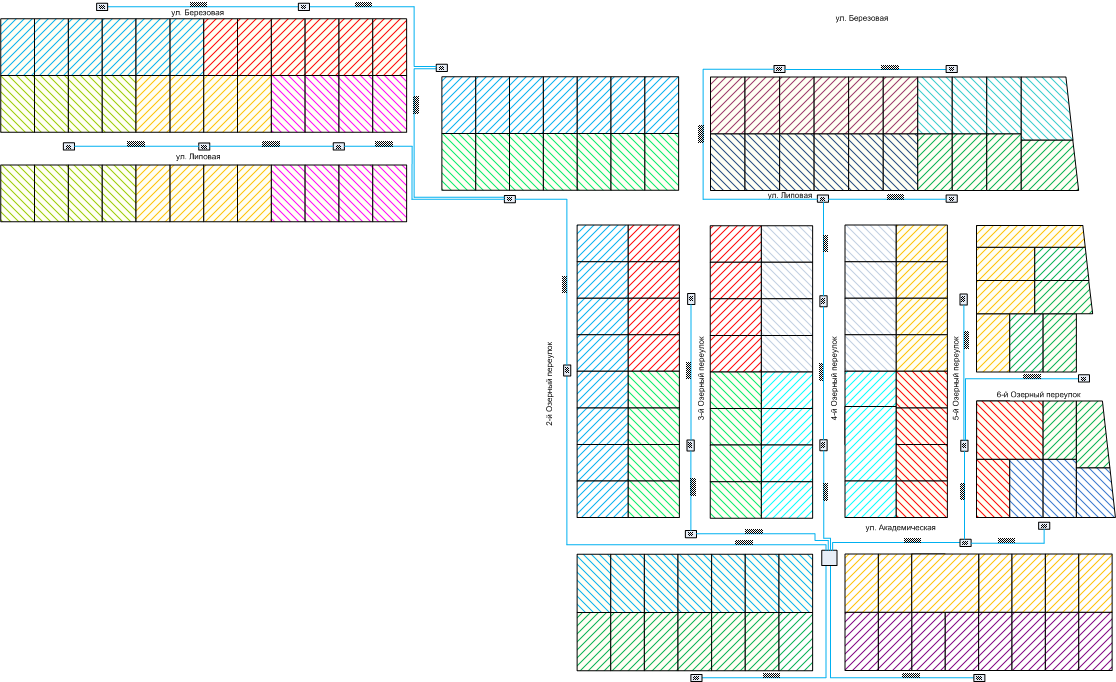 ул. Березовая
ул. Березовая
ул. Липовая
ул. Липовая
2-й Озерный переулок
3-й Озерный переулок
4-й Озерный переулок
5-й Озерный переулок
6-й Озерный переулок
ул. Академическая